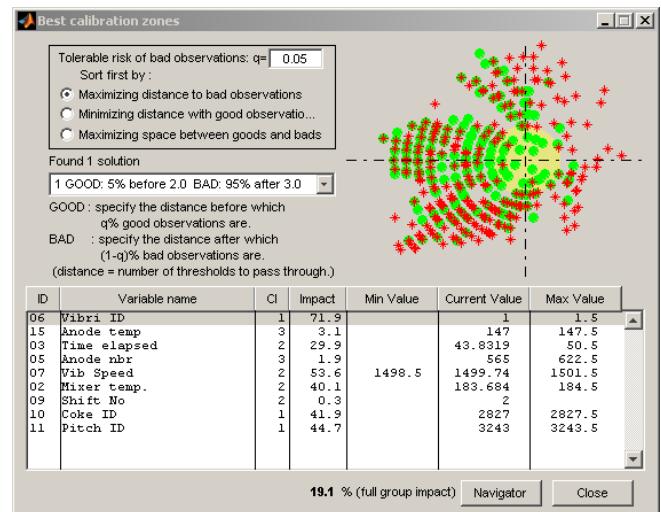 Best calibration zones
Tolerable risk of bad observations: q= 0.05
Sort first by :
Maximizing distance to bad observations
Minimizing distance with good observatio...
Maximizing space between goods and bads
Found 1 solution
1 GOOD: 5% before 2.0 BAD: 95% after 3.0
GOOD : specify the distance before which
q% good observations are.
BAD : specify the distance after which
(1-q)% bad observations are.
(distance = number of thresholds to pass through.)
ID Variable name CI Impact Min Value Current Value Max Value
06 Vibri ID 1 71.9 1 1.5
15 Anode temp 3 3.1 147 147.5
03 Time elapsed 2 29.9 43.8319 50.5
05 Anode nbr 3 1.9 565 622.5
07 Vib Speed 2 53.6 1498.5 1499.74 1501.5
02 Mixer temp. 2 40.1 183.684 184.5
09 Shift No 2 0.3 2
10 Coke ID 1 41.9 2827 2827.5
11 Pitch ID 1 44.7 3243 3243.5
19.1 % (full group impact) Navigator Close